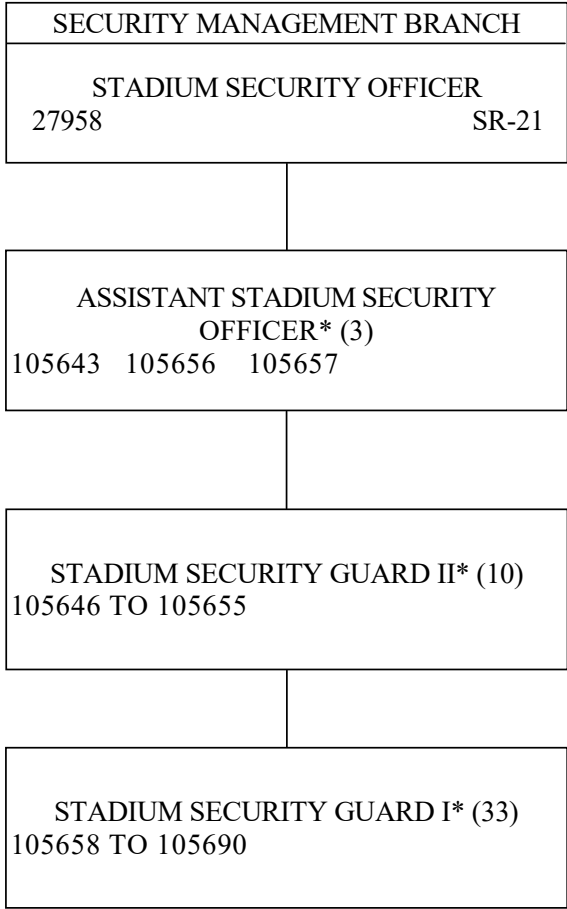 SECURITY MANAGEMENT BRANCH
STADIUM SECURITY OFFICER
27958 SR-21
ASSISTANT STADIUM SECURITY
OFFICER* (3)
105643 105656 105657
STADIUM SECURITY GUARD II* (10)
105646 TO 105655
STADIUM SECURITY GUARD I* (33)
105658 TO 105690